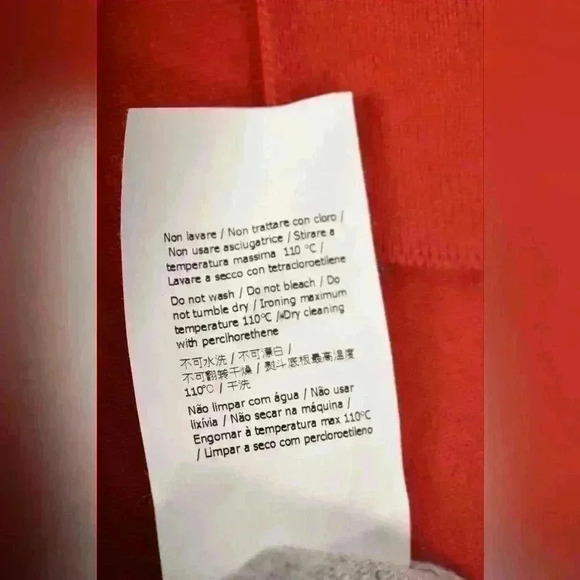 Non lavare / Non trattare con cloro /
Non usare asciugatrice / Stirare a
temperatura massima 110 °C /
Lavare a secco con tetracloroetilene
Do not wash / Do not bleach / Do
not tumble dry / Ironing maximum
temperature 110°C / Dry cleaning
with perclhorethene
不可水洗 / 不可漂白 /
不可翻转干燥 / 熨斗底板最高温度
110°C / 干洗
Não limpar com água / Não usar
lixívia / Não secar na máquina /
Engomar à temperatura max 110°C
/ Limpar a seco com percloroetileno